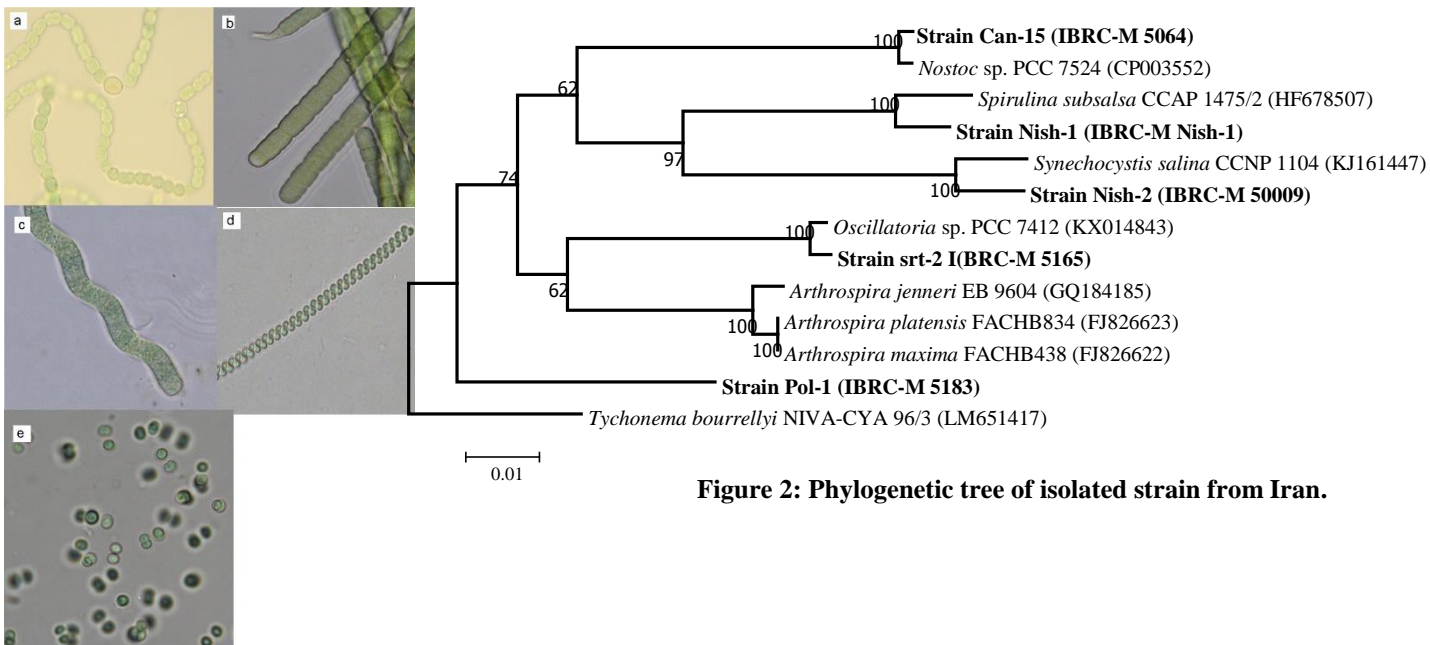 a
b
c
d
e
100
Strain Can-15 (IBRC-M 5064)
Nostoc sp. PCC 7524 (CP003552)
62
100
Spirulina subsalsa CCAP 1475/2 (HF678507)
Strain Nish-1 (IBRC-M Nish-1)
97
Synechocystis salina CCNP 1104 (KJ161447)
100
Strain Nish-2 (IBRC-M 50009)
74
100
Oscillatoria sp. PCC 7412 (KX014843)
Strain srt-2 I(BRC-M 5165)
62
Arthrospira jenneri EB 9604 (GQ184185)
100
Arthrospira platensis FACHB834 (FJ826623)
100
Arthrospira maxima FACHB438 (FJ826622)
Strain Pol-1 (IBRC-M 5183)
Tychonema bourrellyi NIVA-CYA 96/3 (LM651417)
0.01
Figure 2: Phylogenetic tree of isolated strain from Iran.